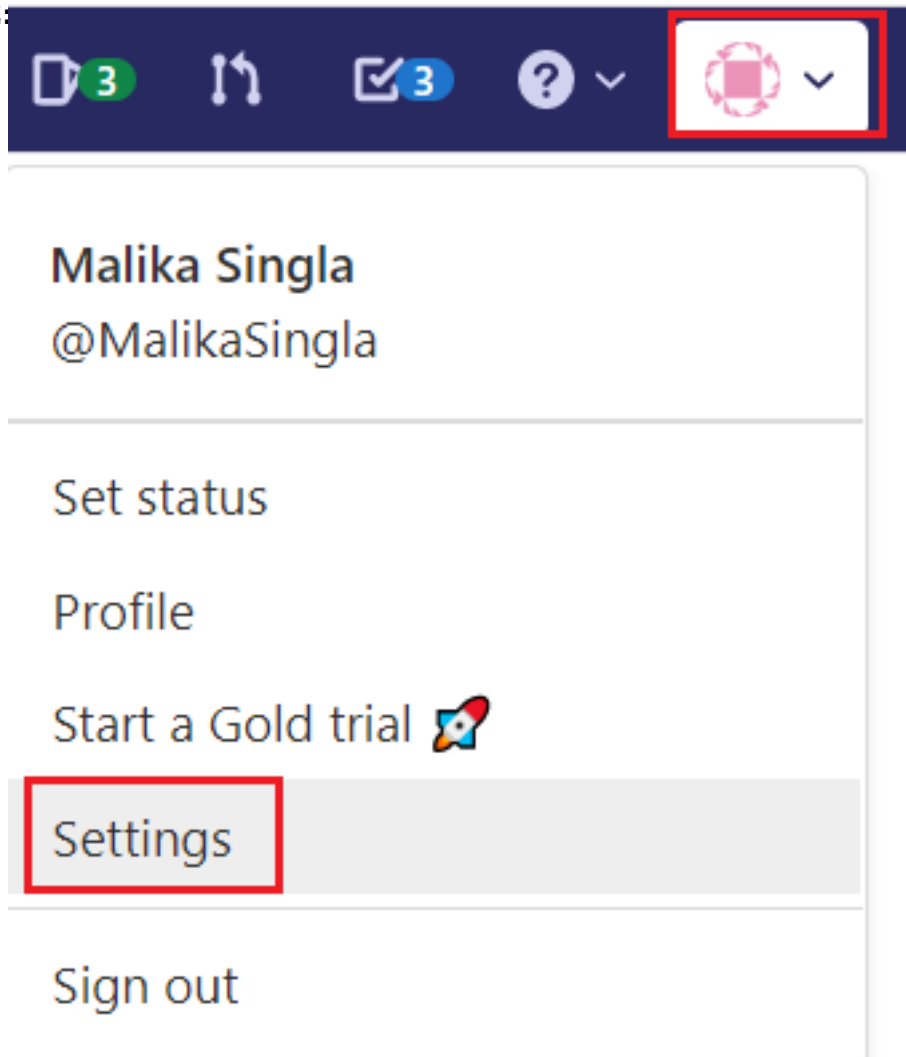 3 3 ?
Malika Singla
@MalikaSingla
Set status
Profile
Start a Gold trial 🚀
Settings
Sign out